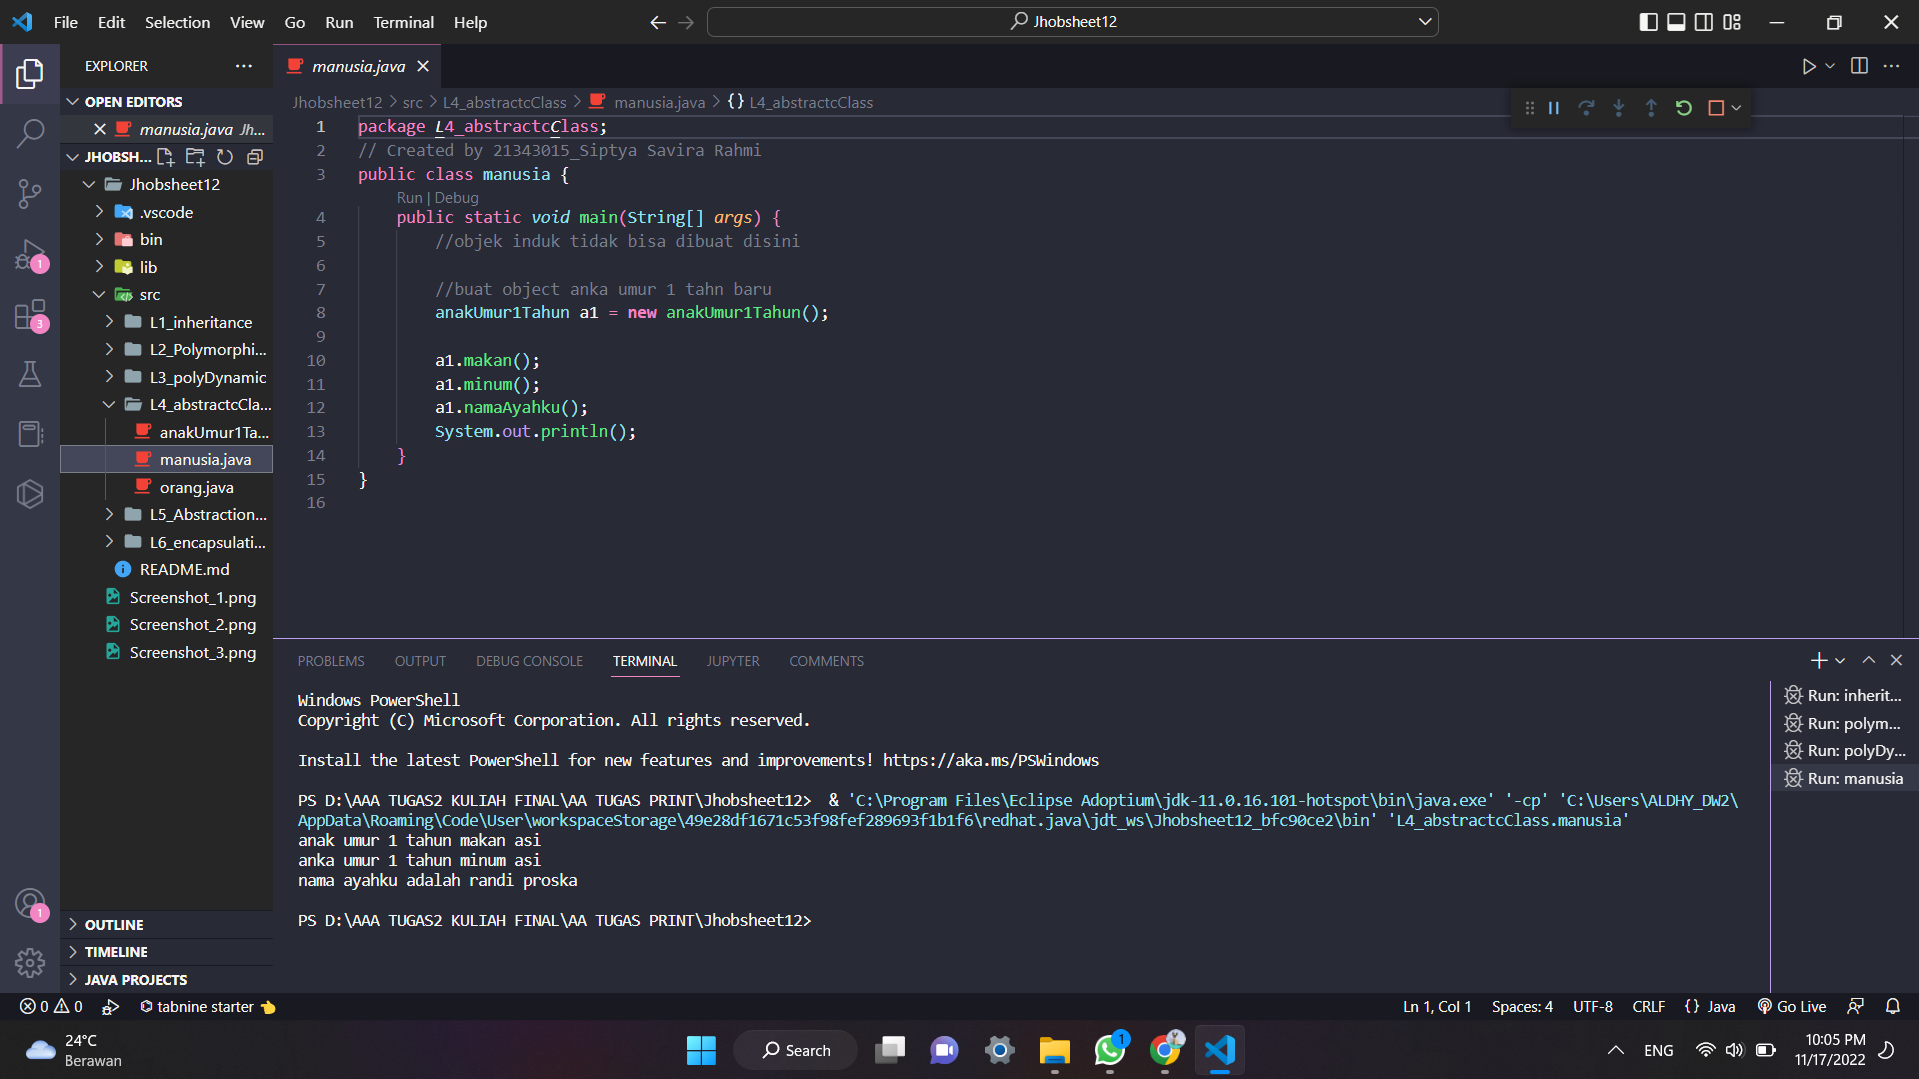 File Edit Selection View Go Run Terminal Help
Jhobsheet12
EXPLORER
OPEN EDITORS
manusia.java Jh...
JHOBSH...
Jhobsheet12
.vscode
bin
lib
src
L1_inheritance
L2_Polymorphi...
L3_polyDynamic
L4_abstractcCla...
anakUmur1Ta...
manusia.java
orang.java
L5_Abstraction...
L6_encapsulati...
README.md
Screenshot_1.png
Screenshot_2.png
Screenshot_3.png
OUTLINE
TIMELINE
JAVA PROJECTS
1
3
1
manusia.java
Jhobsheet12 > src > L4_abstractcClass > manusia.java > {} L4_abstractcClass
1 package L4_abstractcClass;
2 // Created by 21343015_Siptya Savira Rahmi
3 public class manusia {
Run | Debug
4 public static void main(String[] args) {
5 //objek induk tidak bisa dibuat disini
6
7 //buat object anka umur 1 tahn baru
8 anakUmur1Tahun a1 = new anakUmur1Tahun();
9
10 a1.makan();
11 a1.minum();
12 a1.namaAyahku();
13 System.out.println();
14 }
15 }
16
PROBLEMS OUTPUT DEBUG CONSOLE TERMINAL JUPYTER COMMENTS
Windows PowerShell
Copyright (C) Microsoft Corporation. All rights reserved.
Install the latest PowerShell for new features and improvements! https://aka.ms/PSWindows
PS D:\AAA TUGAS2 KULIAH FINAL\AA TUGAS PRINT\Jhobsheet12> & 'C:\Program Files\Eclipse Adoptium\jdk-11.0.16.101-hotspot\bin\java.exe' '-cp' 'C:\Users\ALDHY_DW2\
AppData\Roaming\Code\User\workspaceStorage\49e28df1671c53f98fef289693f1b1f6\redhat.java\jdt_ws\Jhobsheet12_bfc90ce2\bin' 'L4_abstractcClass.manusia'
anak umur 1 tahun makan asi
anka umur 1 tahun minum asi
nama ayahku adalah randi proska
PS D:\AAA TUGAS2 KULIAH FINAL\AA TUGAS PRINT\Jhobsheet12>
Run: inherit...
Run: polym...
Run: polyDy...
Run: manusia
0 0 tabnine starter Ln 1, Col 1 Spaces: 4 UTF-8 CRLF {} Java Go Live
24°C
Berawan
Search
1
ENG
10:05 PM
11/17/2022